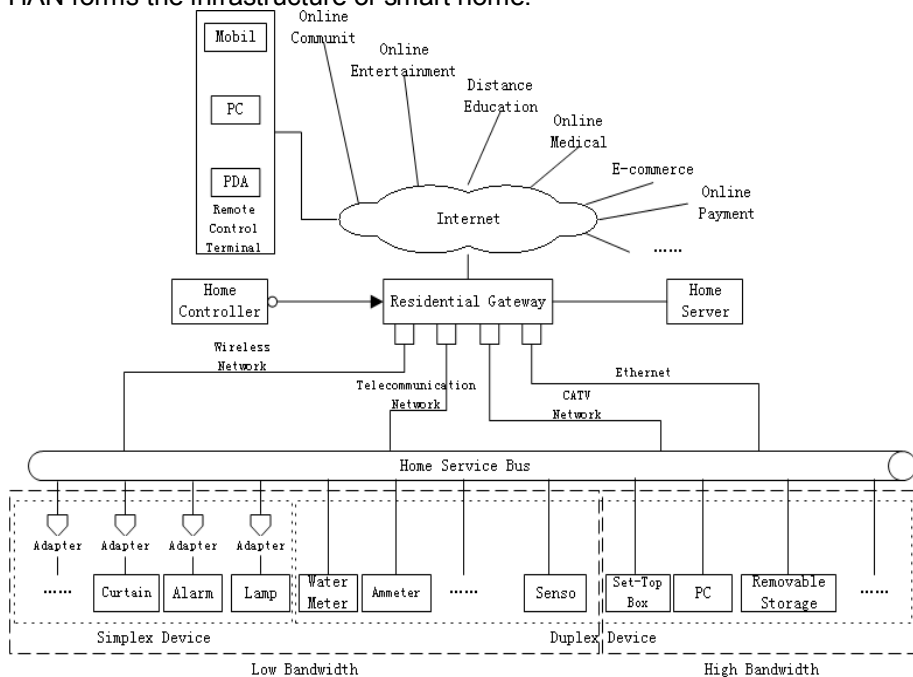 HAN forms the infrastructure of smart home.
Mobil
PC
PDA
Remote
Control
Terminal
Online
Communit
Online
Entertainment
Distance
Education
Online
Medical
E-commerce
Online
Payment
……
Internet
Home
Controller
Residential Gateway
Home
Server
Wireless
Network
Telecommunication
Network
CATV
Network
Ethernet
Home Service Bus
Adapter
Adapter
Adapter
Adapter
……
Curtain
Alarm
Lamp
Water
Meter
Ammeter
……
Senso
Set-Top
Box
PC
Removable
Storage
……
Simplex Device
Duplex Device
Low Bandwidth
High Bandwidth